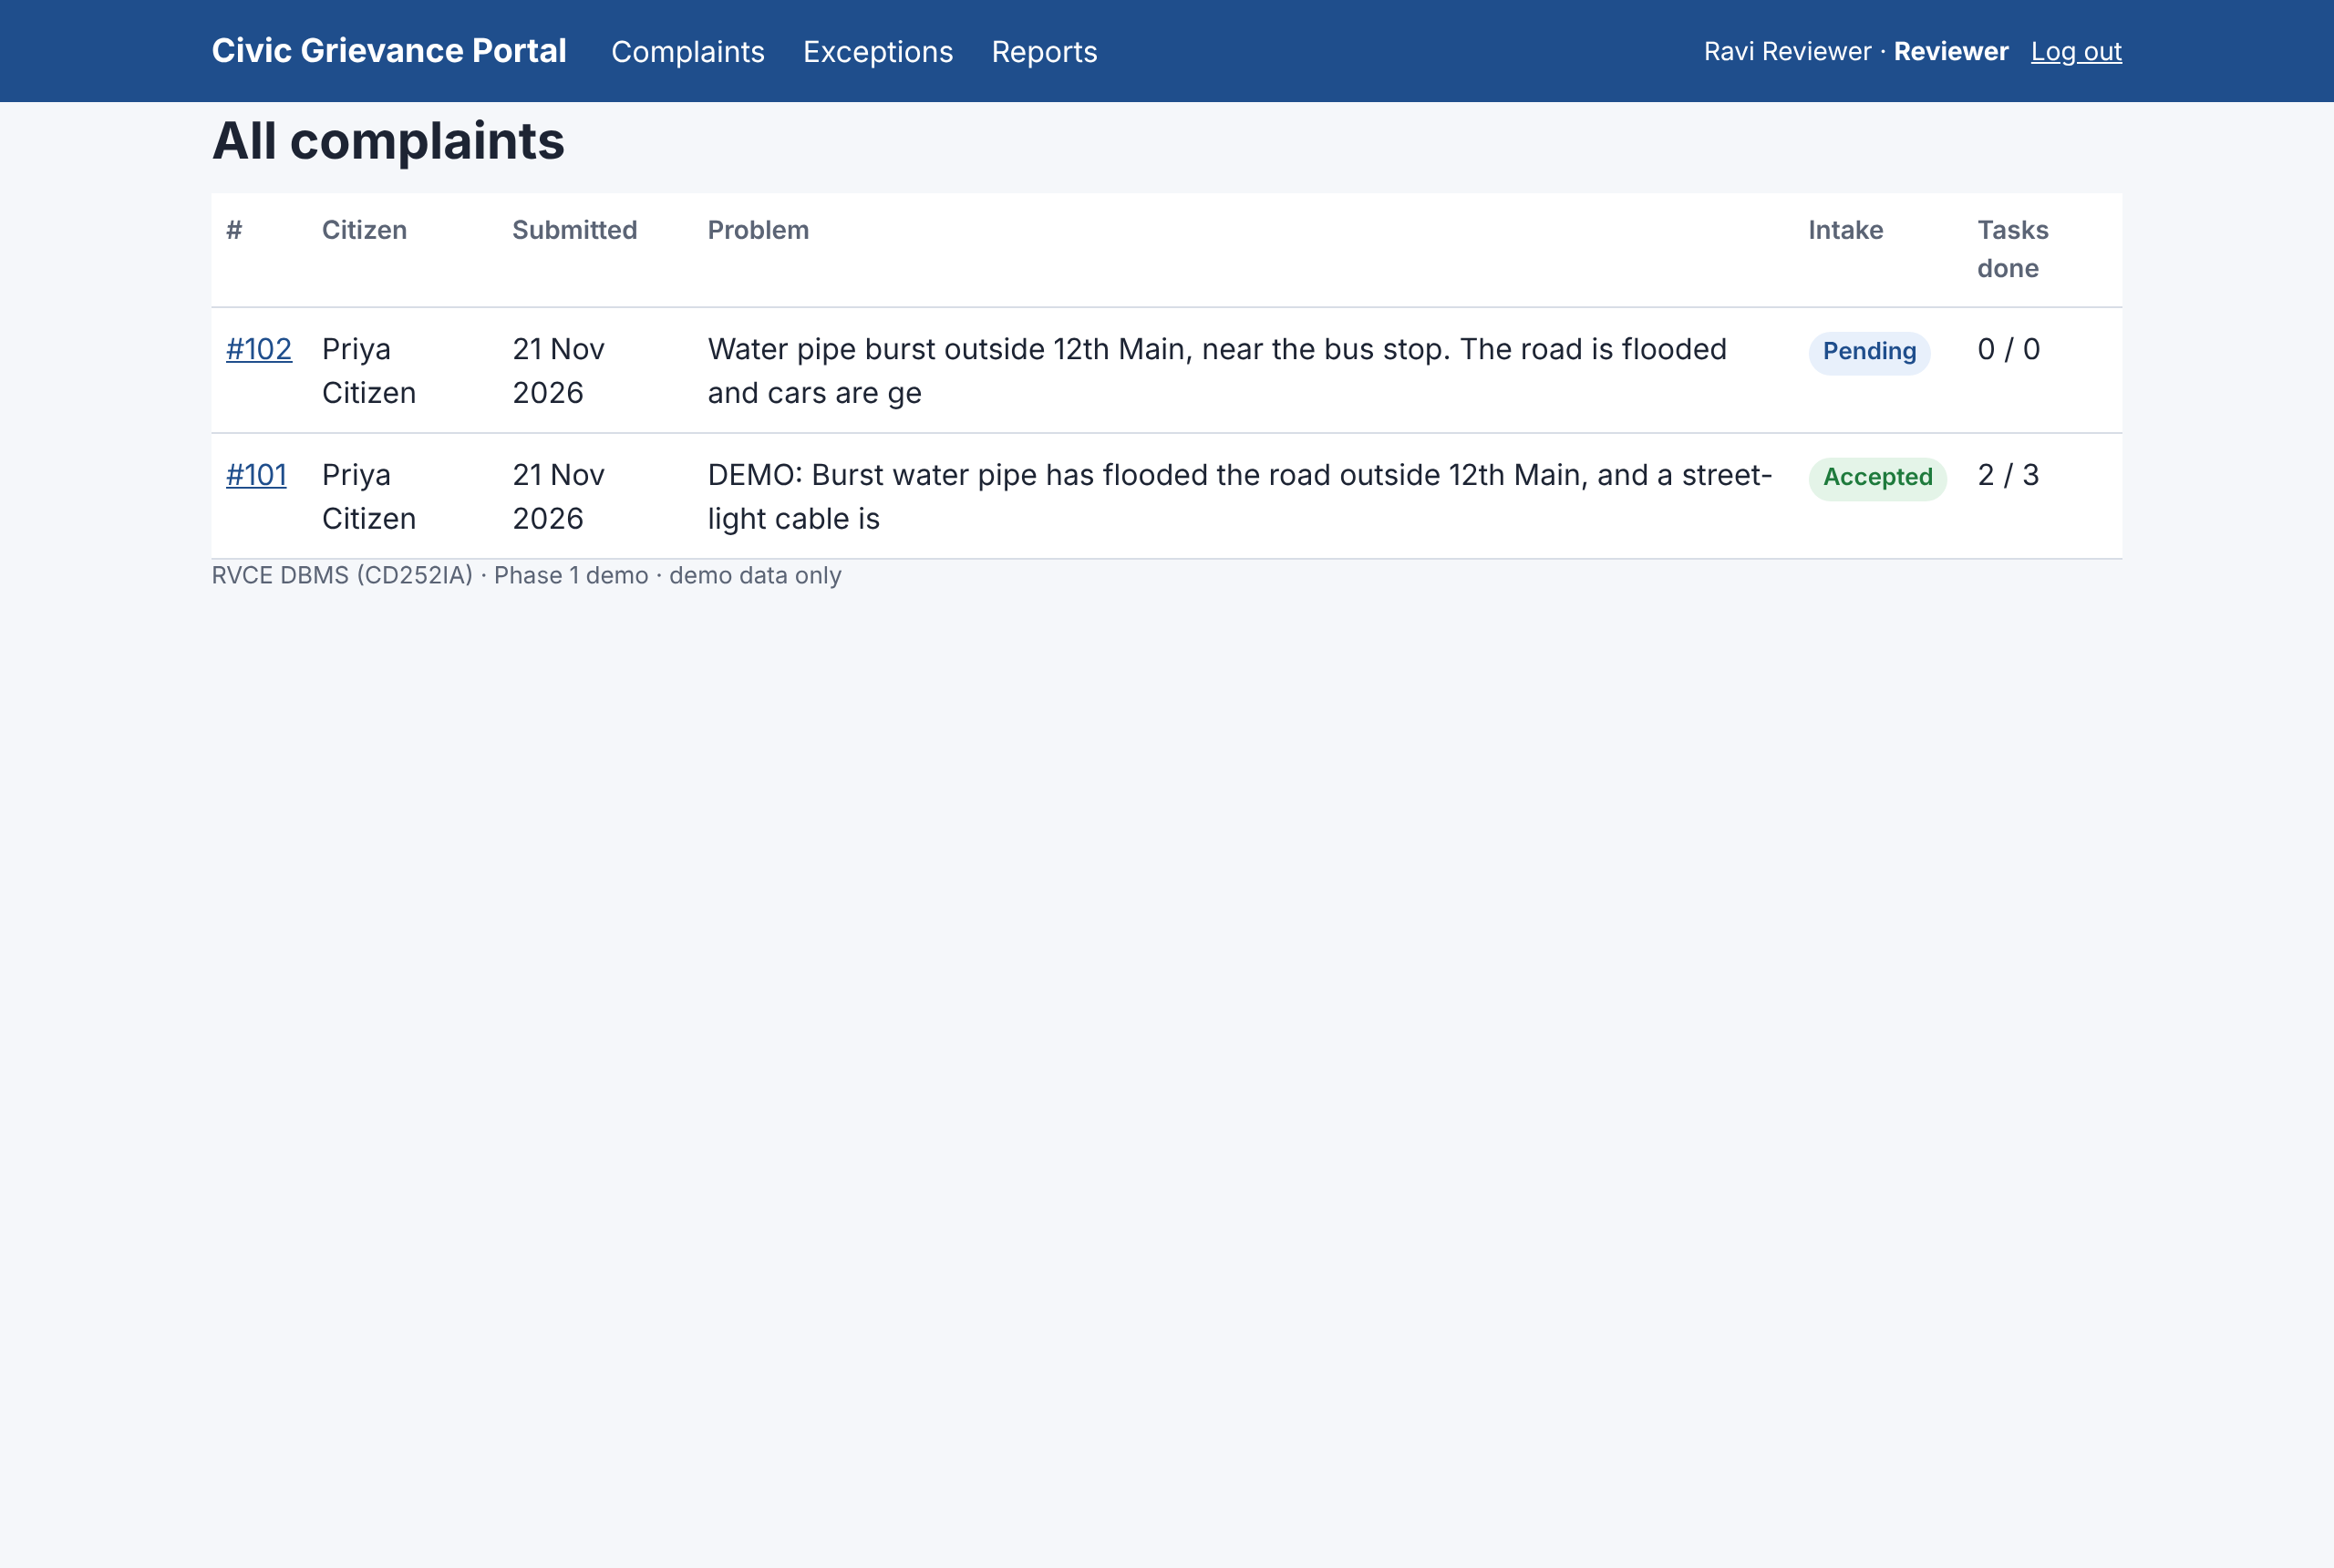 Civic Grievance Portal Complaints Exceptions Reports Ravi Reviewer · Reviewer Log out
All complaints
# Citizen Submitted Problem Intake Tasks done
#102 Priya Citizen 21 Nov 2026 Water pipe burst outside 12th Main, near the bus stop. The road is flooded and cars are ge Pending 0 / 0
#101 Priya Citizen 21 Nov 2026 DEMO: Burst water pipe has flooded the road outside 12th Main, and a street-light cable is Accepted 2 / 3
RVCE DBMS (CD252IA) · Phase 1 demo · demo data only